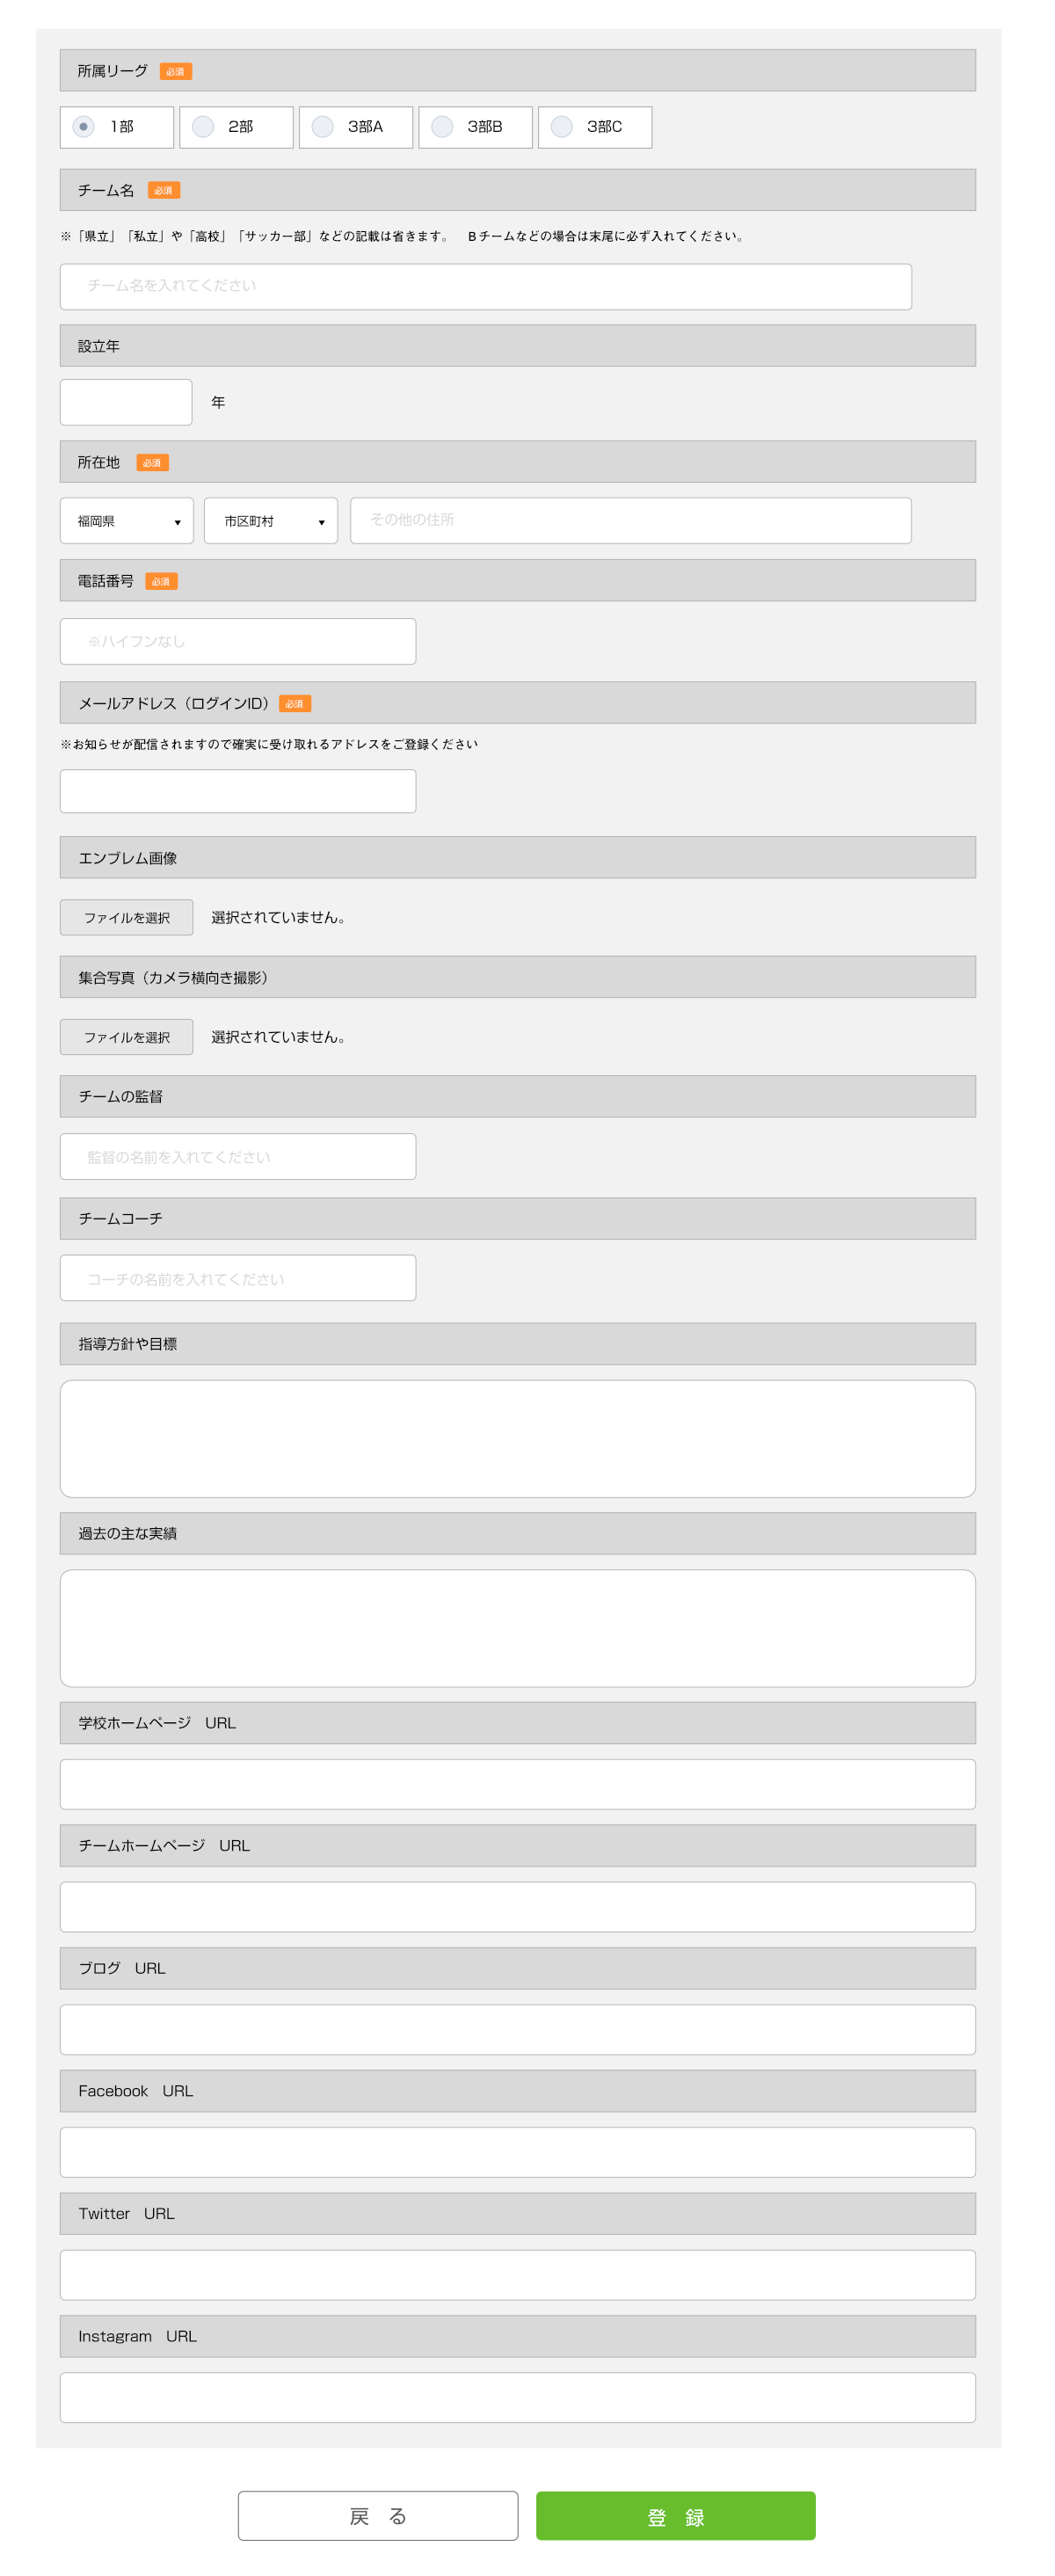 所属リーグ 必須
1部 2部 3部A 3部B 3部C
チーム名 必須
※「県立」「私立」や「高校」「サッカー部」などの記載は省きます。　Bチームなどの場合は末尾に必ず入れてください。
チーム名を入れてください
設立年
年
所在地 必須
福岡県 ▼ 市区町村 ▼ その他の住所
電話番号 必須
※ハイフンなし
メールアドレス（ログインID） 必須
※お知らせが配信されますので確実に受け取れるアドレスをご登録ください
エンブレム画像
ファイルを選択 選択されていません。
集合写真（カメラ横向き撮影）
ファイルを選択 選択されていません。
チームの監督
監督の名前を入れてください
チームコーチ
コーチの名前を入れてください
指導方針や目標
過去の主な実績
学校ホームページ　URL
チームホームページ　URL
ブログ　URL
Facebook　URL
Twitter　URL
Instagram　URL
戻　る 登　録